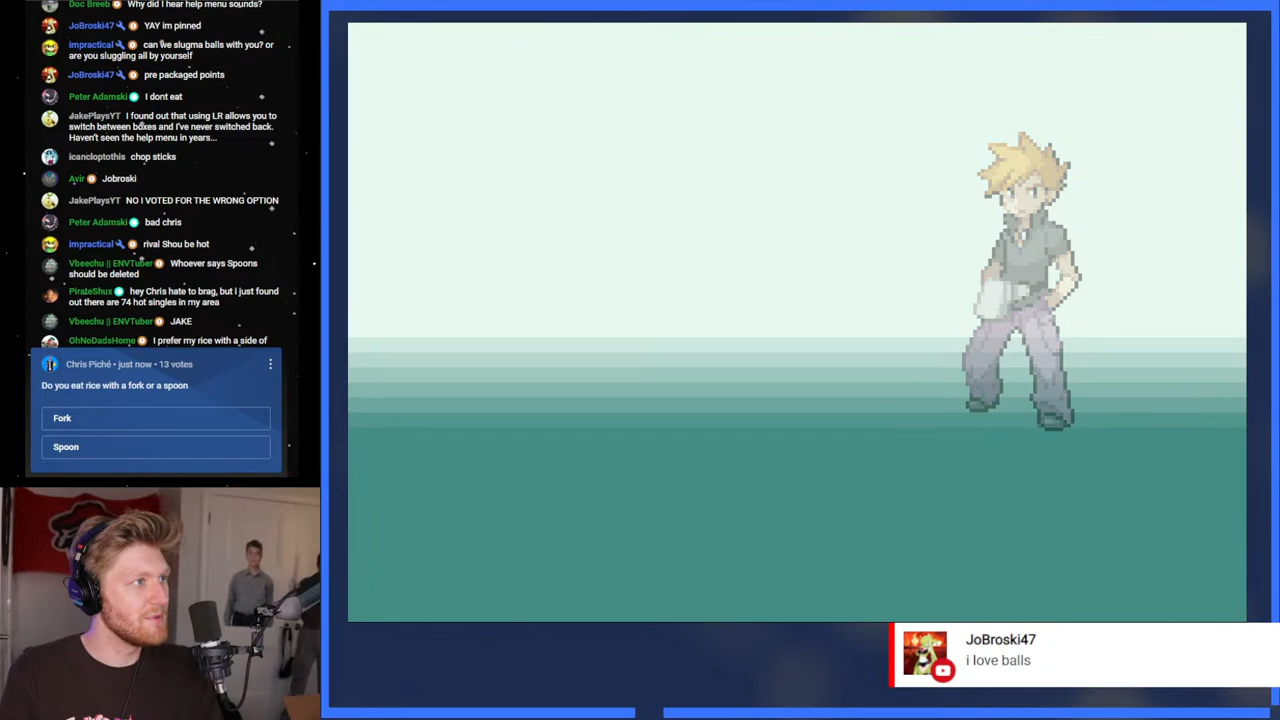 Doc Breeb Why did I hear help menu sounds?
JoBroski47 YAY im pinned
impractical can we slugma balls with you? or
are you sluggling all by yourself
JoBroski47 pre packaged points
Peter Adamski I dont eat
JakePlaysYT I found out that using LR allows you to
switch between boxes and I've never switched back.
Haven't seen the help menu in years...
icancloptothis chop sticks
Avir Jobroski
JakePlaysYT NO I VOTED FOR THE WRONG OPTION
Peter Adamski bad chris
impractical rival Shou be hot
Vbeechu || ENVTuber Whoever says Spoons
should be deleted
PirateShux hey Chris hate to brag, but i just found
out there are 74 hot singles in my area
Vbeechu || ENVTuber JAKE
OhNoDadsHome I prefer my rice with a side of
Chris Piché • just now • 13 votes
Do you eat rice with a fork or a spoon
Fork
Spoon
JoBroski47
i love balls